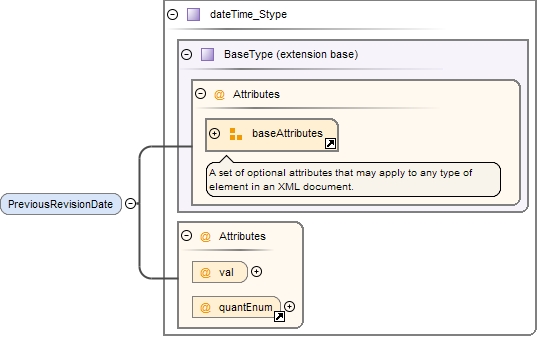 dateTime_Stype
BaseType (extension base)
@ Attributes
baseAttributes
A set of optional attributes that may apply to any type of
element in an XML document.
PreviousRevisionDate
@ Attributes
@ val
@ quantEnum